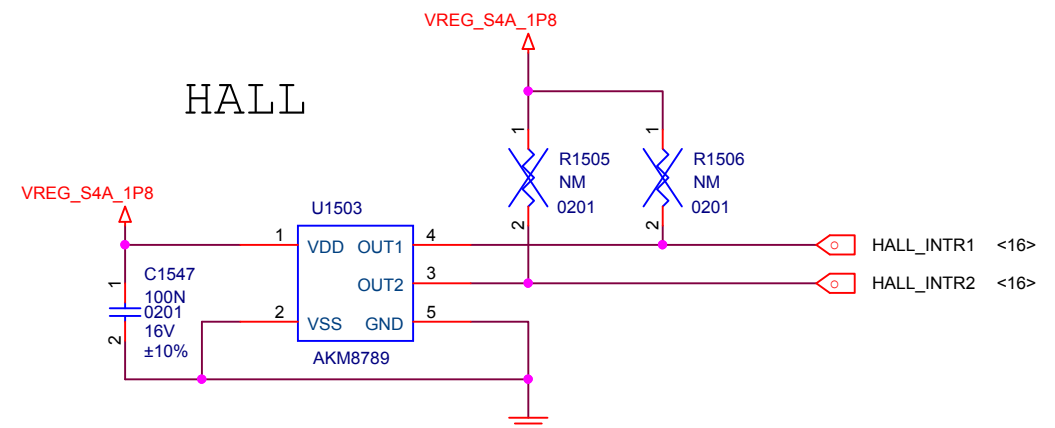 VREG_S4A_1P8
HALL
1
1
R1505
NM
0201
2
R1506
NM
0201
2
VREG_S4A_1P8
U1503
1
VDD
OUT1
4
HALL_INTR1
<16>
C1547
100N
0201
16V
±10%
1
2
OUT2
3
HALL_INTR2
<16>
2
VSS
GND
5
AKM8789